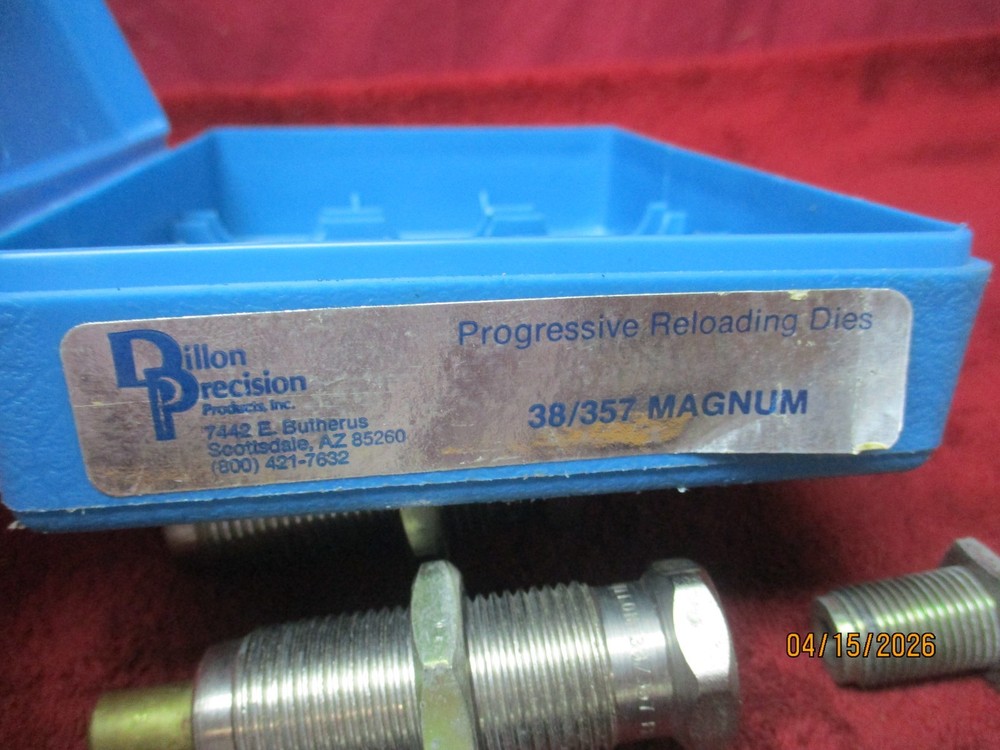 Dillon
Precision
Products, Inc.
7442 E. Butherus
Scottsdale, AZ 85260
(800) 421-7632
Progressive Reloading Dies
38/357 MAGNUM
04/15/2026